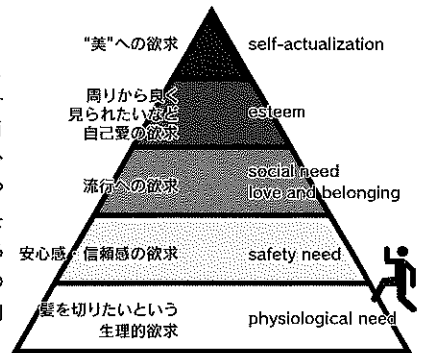 “美”への欲求
self-actualization
周りから良く
見られたいなど
自己愛の欲求
esteem
流行への欲求
social need
love and belonging
安心感・信頼感の欲求
safety need
髪を切りたいという
生理的欲求
physiological need